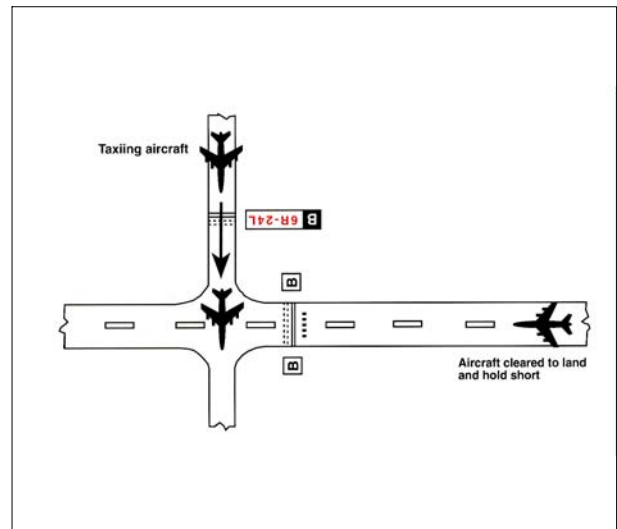 Taxiing aircraft
B 6R-24L
B
B
Aircraft cleared to land
and hold short